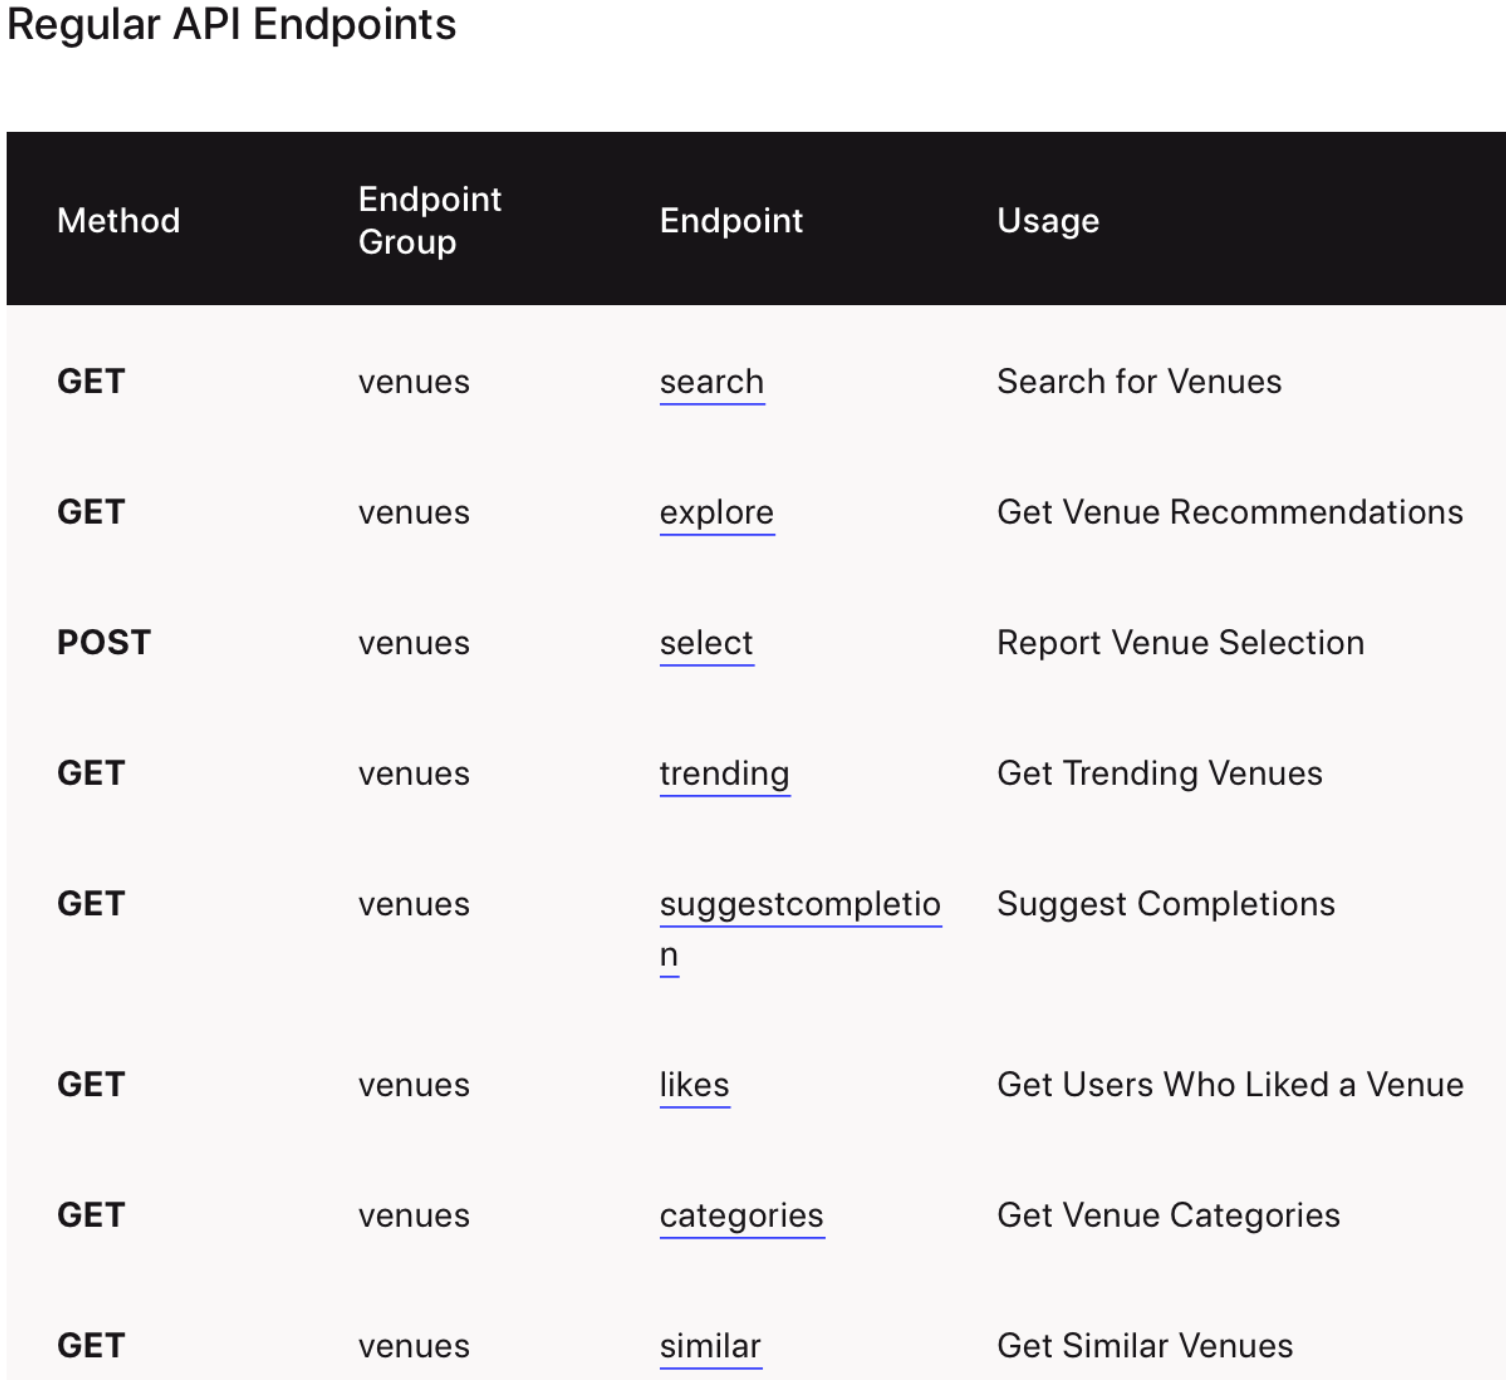 Regular API Endpoints
Method Endpoint Group Endpoint Usage
GET venues search Search for Venues
GET venues explore Get Venue Recommendations
POST venues select Report Venue Selection
GET venues trending Get Trending Venues
GET venues suggestcompletio Suggest Completions
n
GET venues likes Get Users Who Liked a Venue
GET venues categories Get Venue Categories
GET venues similar Get Similar Venues